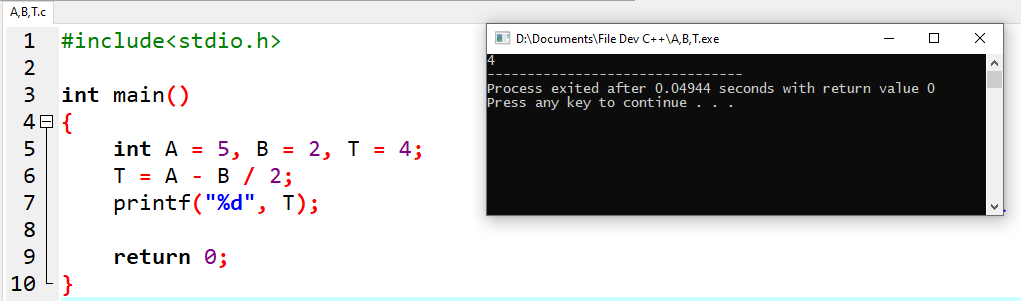 A,B,T.c
1 #include<stdio.h>
2
3 int main()
4 {
5 int A = 5, B = 2, T = 4;
6 T = A - B / 2;
7 printf("%d", T);
8
9 return 0;
10 }
D:\Documents\File Dev C++\A,B,T.exe
4
--------------------------------
Process exited after 0.04944 seconds with return value 0
Press any key to continue . . .